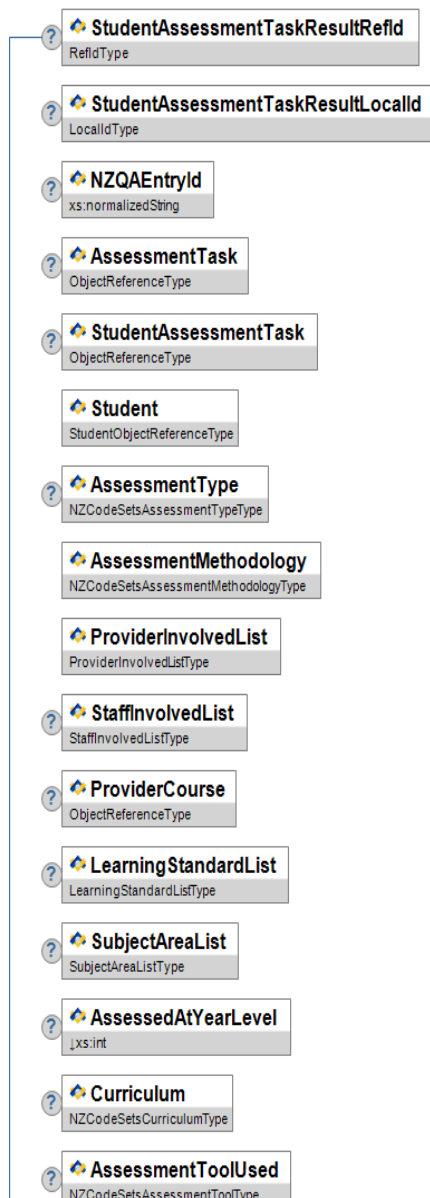 ?
StudentAssessmentTaskResultRefId
RefIdType
?
StudentAssessmentTaskResultLocalId
LocalIdType
?
NZQAEntryId
xs:normalizedString
?
AssessmentTask
ObjectReferenceType
?
StudentAssessmentTask
ObjectReferenceType
Student
StudentObjectReferenceType
?
AssessmentType
NZCodeSetsAssessmentTypeType
AssessmentMethodology
NZCodeSetsAssessmentMethodologyType
ProviderInvolvedList
ProviderInvolvedListType
?
StaffInvolvedList
StaffInvolvedListType
?
ProviderCourse
ObjectReferenceType
?
LearningStandardList
LearningStandardListType
?
SubjectAreaList
SubjectAreaListType
?
AssessedAtYearLevel
↓xs:int
?
Curriculum
NZCodeSetsCurriculumType
?
AssessmentToolUsed
NZCodeSetsAssessmentToolType